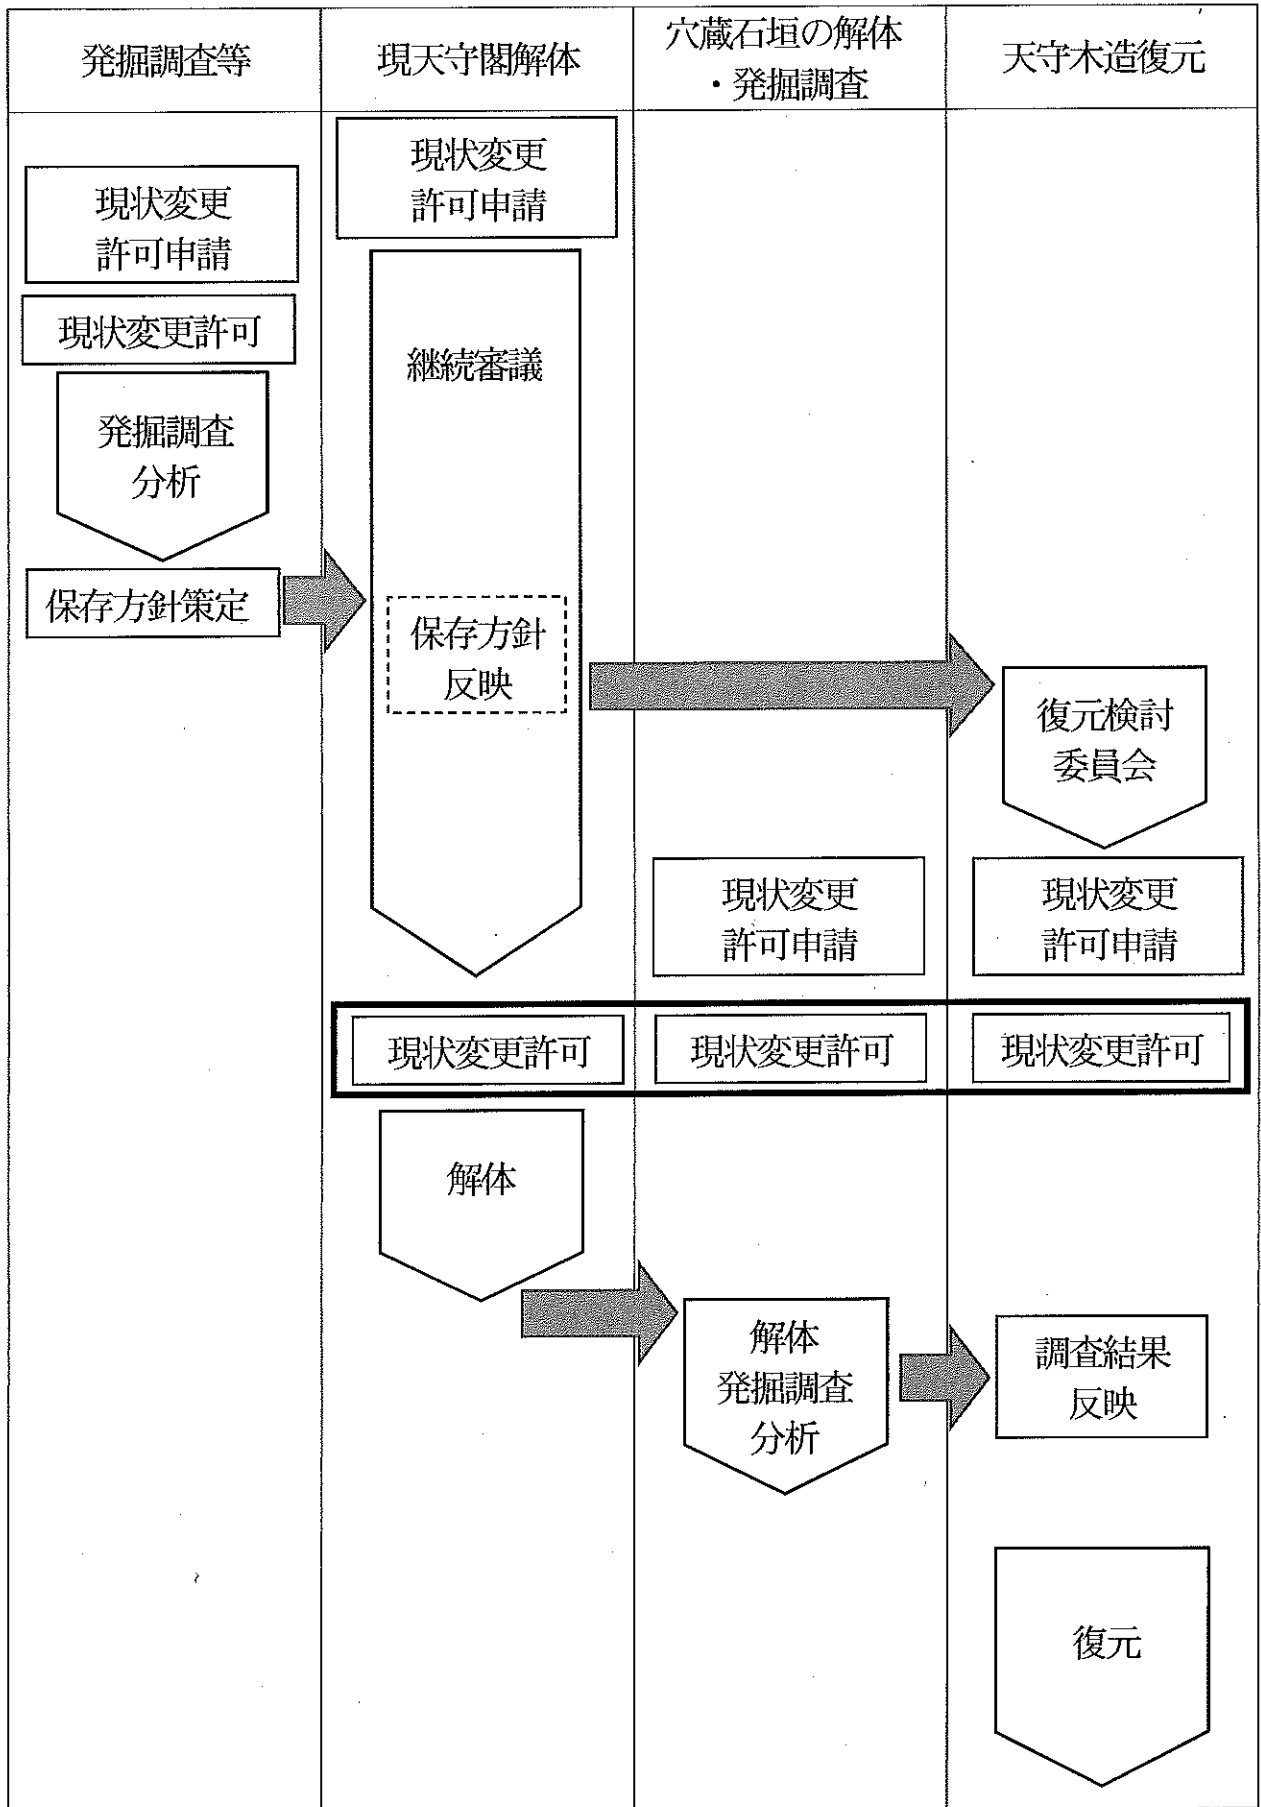 発掘調査等
現天守閣解体
穴蔵石垣の解体
・発掘調査
天守木造復元
現状変更
許可申請
現状変更許可
発掘調査
分析
保存方針策定
現状変更
許可申請
継続審議
保存方針
反映
復元検討
委員会
現状変更
許可申請
現状変更
許可申請
現状変更許可
現状変更許可
現状変更許可
解体
解体
発掘調査
分析
調査結果
反映
復元